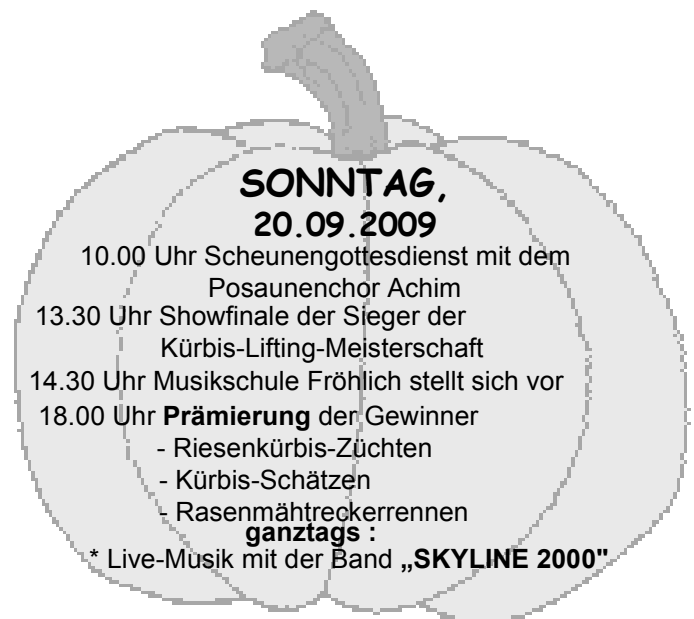 SONNTAG,
20.09.2009
10.00 Uhr Scheunengottesdienst mit dem
Posaunenchor Achim
13.30 Uhr Showfinale der Sieger der
Kürbis-Lifting-Meisterschaft
14.30 Uhr Musikschule Fröhlich stellt sich vor
18.00 Uhr Prämierung der Gewinner
- Riesenkürbis-Züchten
- Kürbis-Schätzen
- Rasenmähtreckerrennen
ganztags :
* Live-Musik mit der Band „SKYLINE 2000"